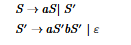 S → aS| S′
S′ → aS′bS′ | ε